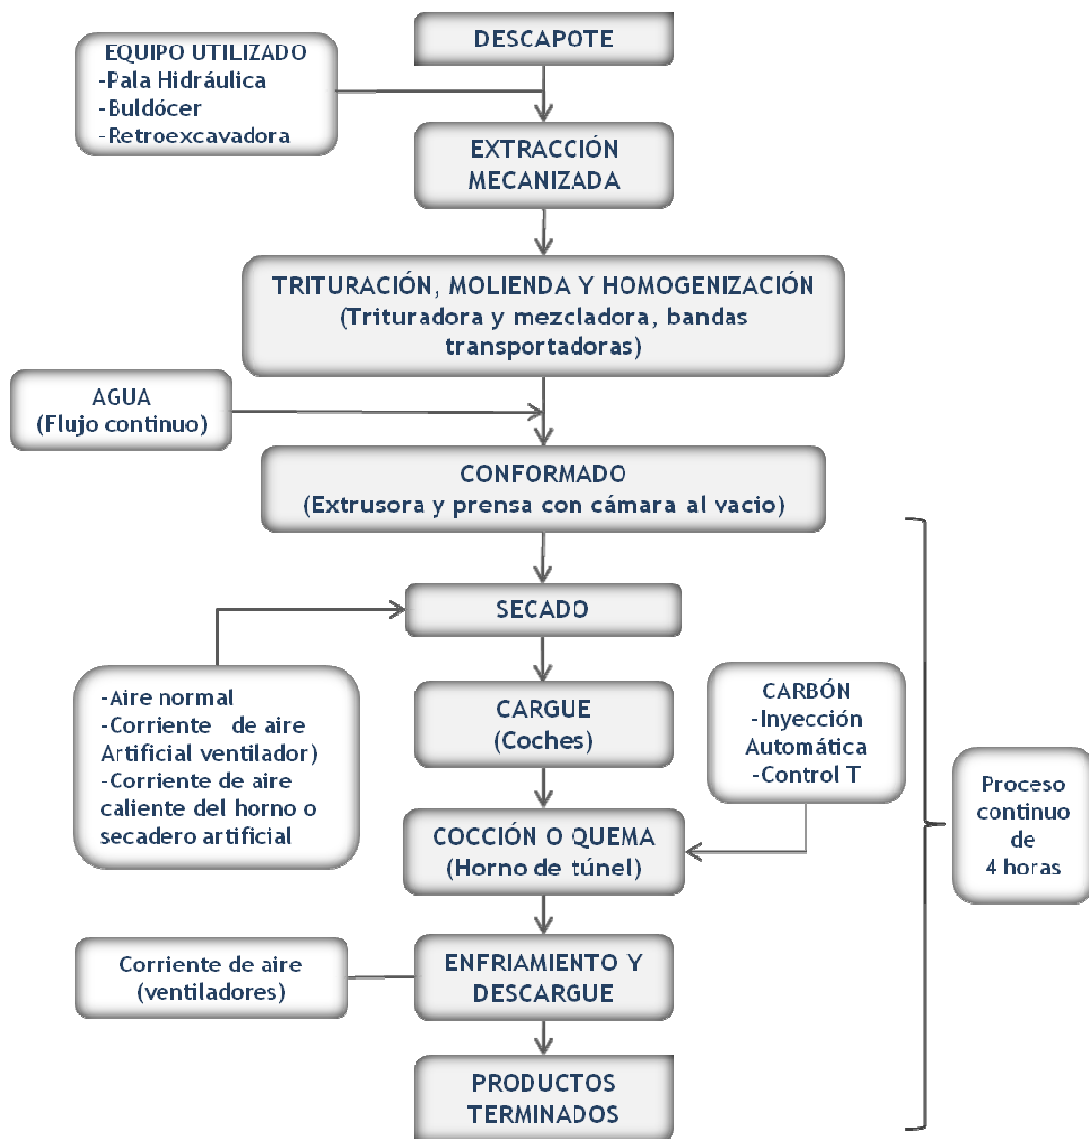 DESCAPOTE
EQUIPO UTILIZADO
-Pala Hidráulica
-Buldócer
-Retroexcavadora
EXTRACCIÓN
MECANIZADA
TRITURACIÓN, MOLIENDA Y HOMOGENIZACIÓN
(Trituradora y mezcladora, bandas
transportadoras)
AGUA
(Flujo continuo)
CONFORMADO
(Extrusora y prensa con cámara al vacio)
SECADO
-Aire normal
-Corriente de aire
Artificial ventilador)
-Corriente de aire
caliente del horno o
secadero artificial
CARGUE
(Coches)
CARBÓN
-Inyección
Automática
-Control T
COCCIÓN O QUEMA
(Horno de túnel)
Proceso
continuo
de
4 horas
Corriente de aire
(ventiladores)
ENFRIAMIENTO Y
DESCARGUE
PRODUCTOS
TERMINADOS